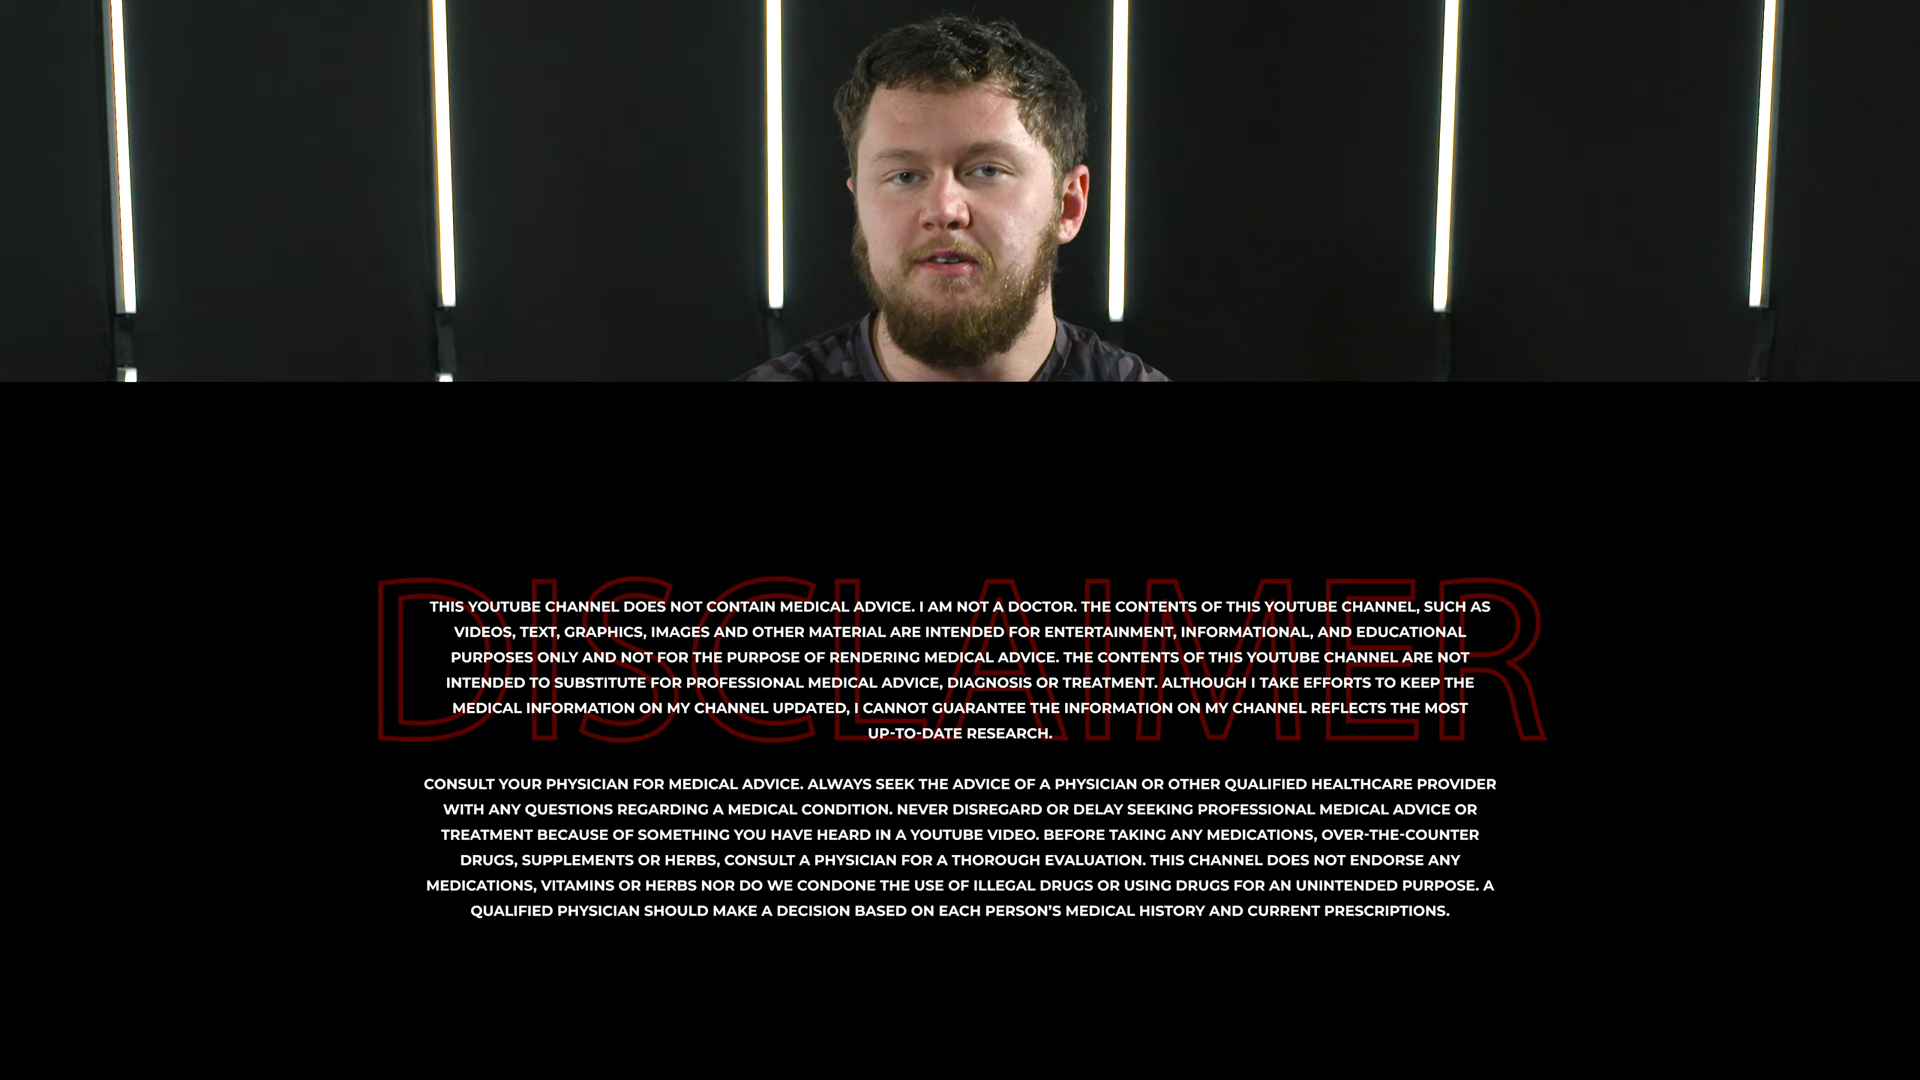 DISCLAIMER
THIS YOUTUBE CHANNEL DOES NOT CONTAIN MEDICAL ADVICE. I AM NOT A DOCTOR. THE CONTENTS OF THIS YOUTUBE CHANNEL, SUCH AS
VIDEOS, TEXT, GRAPHICS, IMAGES AND OTHER MATERIAL ARE INTENDED FOR ENTERTAINMENT, INFORMATIONAL, AND EDUCATIONAL
PURPOSES ONLY AND NOT FOR THE PURPOSE OF RENDERING MEDICAL ADVICE. THE CONTENTS OF THIS YOUTUBE CHANNEL ARE NOT
INTENDED TO SUBSTITUTE FOR PROFESSIONAL MEDICAL ADVICE, DIAGNOSIS OR TREATMENT. ALTHOUGH I TAKE EFFORTS TO KEEP THE
MEDICAL INFORMATION ON MY CHANNEL UPDATED, I CANNOT GUARANTEE THE INFORMATION ON MY CHANNEL REFLECTS THE MOST
UP-TO-DATE RESEARCH.
CONSULT YOUR PHYSICIAN FOR MEDICAL ADVICE. ALWAYS SEEK THE ADVICE OF A PHYSICIAN OR OTHER QUALIFIED HEALTHCARE PROVIDER
WITH ANY QUESTIONS REGARDING A MEDICAL CONDITION. NEVER DISREGARD OR DELAY SEEKING PROFESSIONAL MEDICAL ADVICE OR
TREATMENT BECAUSE OF SOMETHING YOU HAVE HEARD IN A YOUTUBE VIDEO. BEFORE TAKING ANY MEDICATIONS, OVER-THE-COUNTER
DRUGS, SUPPLEMENTS OR HERBS, CONSULT A PHYSICIAN FOR A THOROUGH EVALUATION. THIS CHANNEL DOES NOT ENDORSE ANY
MEDICATIONS, VITAMINS OR HERBS NOR DO WE CONDONE THE USE OF ILLEGAL DRUGS OR USING DRUGS FOR AN UNINTENDED PURPOSE. A
QUALIFIED PHYSICIAN SHOULD MAKE A DECISION BASED ON EACH PERSON'S MEDICAL HISTORY AND CURRENT PRESCRIPTIONS.